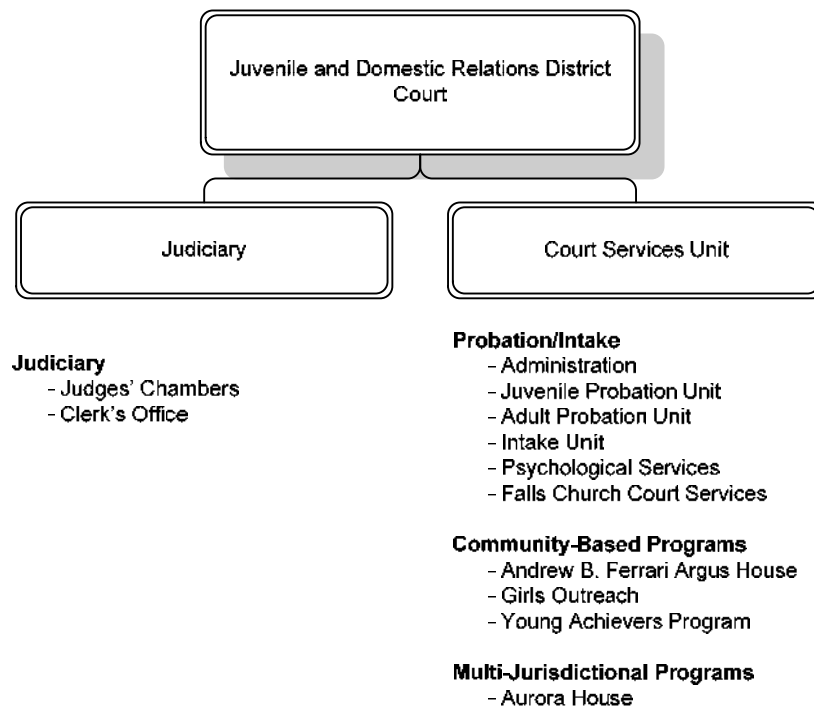 Juvenile and Domestic Relations District
Court
Judiciary
Court Services Unit
Judiciary
- Judges' Chambers
- Clerk's Office
Probation/Intake
- Administration
- Juvenile Probation Unit
- Adult Probation Unit
- Intake Unit
- Psychological Services
- Falls Church Court Services
Community-Based Programs
- Andrew B. Ferrari Argus House
- Girls Outreach
- Young Achievers Program
Multi-Jurisdictional Programs
- Aurora House